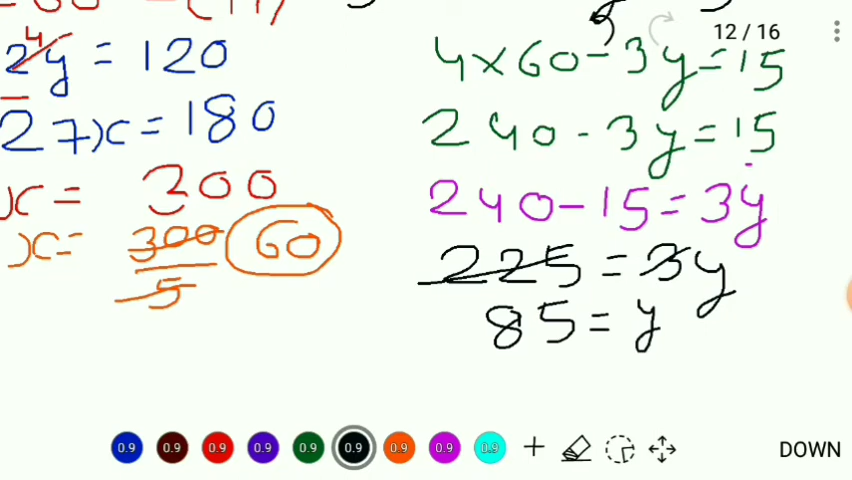 12 / 16
2y = 120
4
27x = 180
x = 300
x = 300/5 60
4×60-3y=15
240-3y=15
240-15=3y
225=3y
85=y
0.9 0.9 0.9 0.9 0.9 0.9 0.9 0.9 0.9
DOWN